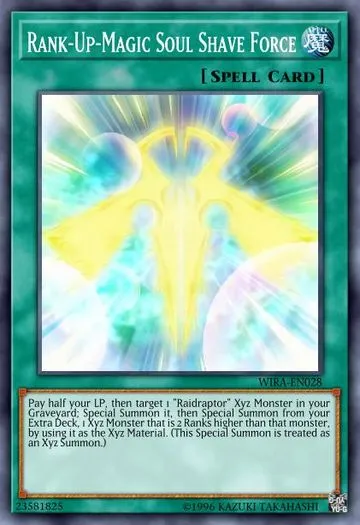 Rank-Up-Magic Soul Shave Force
SPELL
魔
[ Spell Card ]
WIRA-EN028
Pay half your LP, then target 1 "Raidraptor" Xyz Monster in your
Graveyard; Special Summon it, then Special Summon from your
Extra Deck, 1 Xyz Monster that is 2 Ranks higher than that monster,
by using it as the Xyz Material. (This Special Summon is treated as
an Xyz Summon.)
23581825
©1996 KAZUKI TAKAHASHI